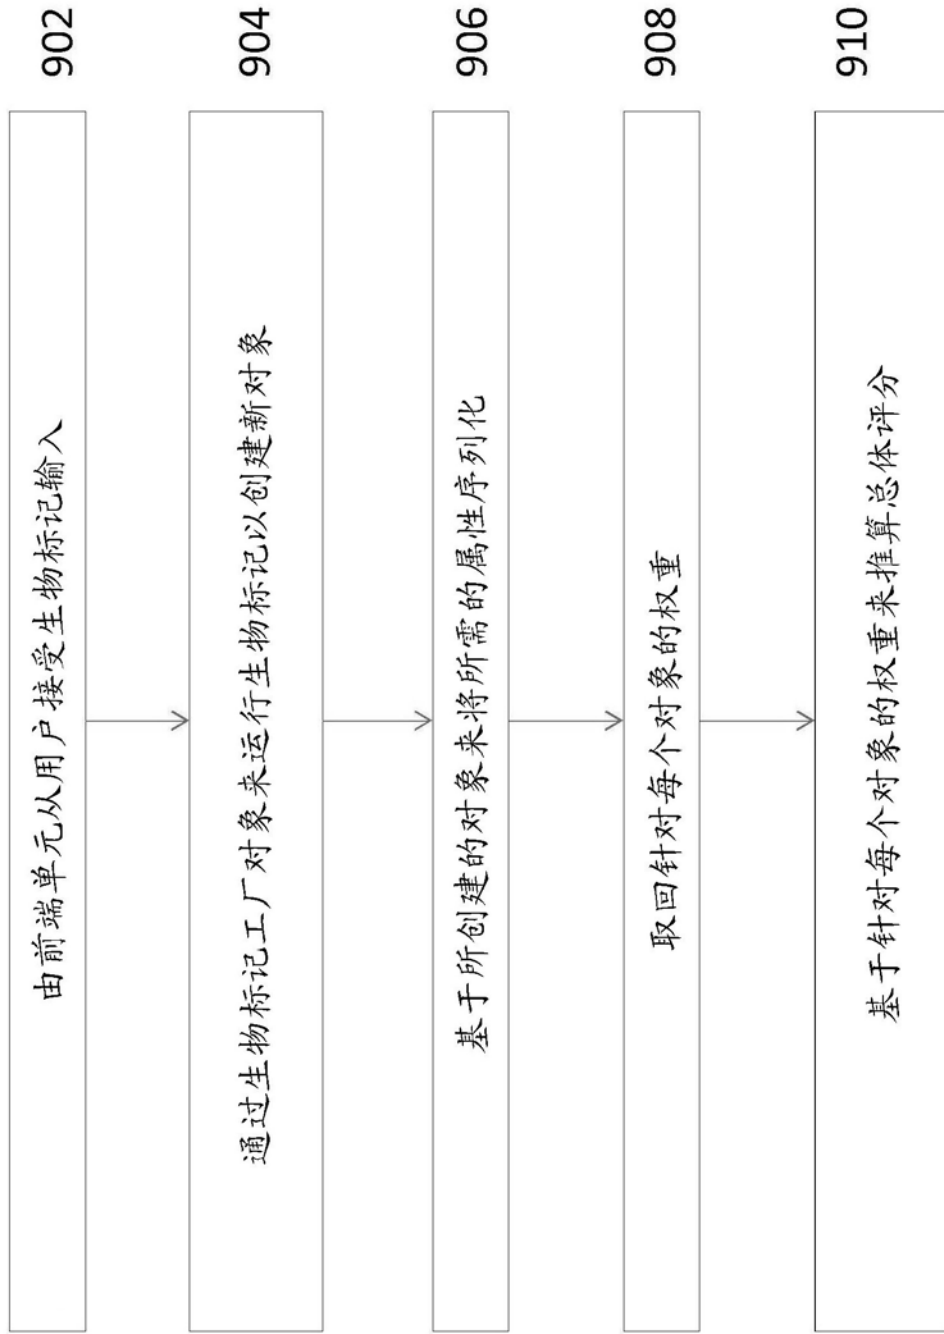 902
由前端单元从用户接受生物标记输入
904
通过生物标记工厂对象来运行生物标记以创建新对象
906
基于所创建的对象来将所需的属性序列化
908
取回针对每个对象的权重
910
基于针对每个对象的权重来推算总体评分